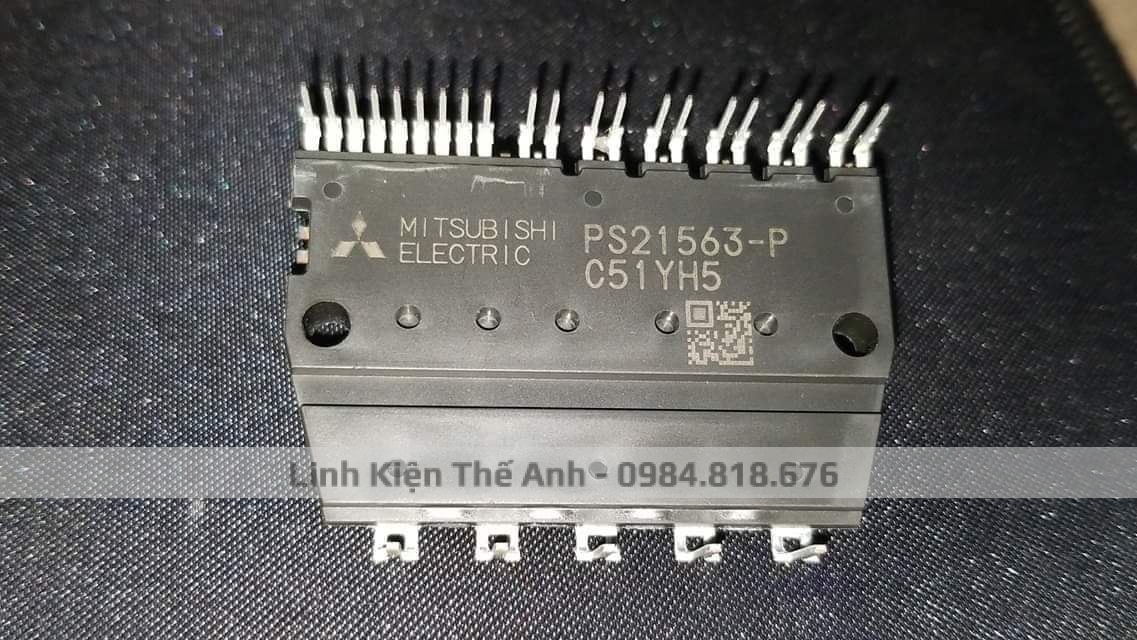 MITSUBISHI
ELECTRIC
PS21563-P
C51YH5
Linh Kiện Thế Anh - 0984.818.676